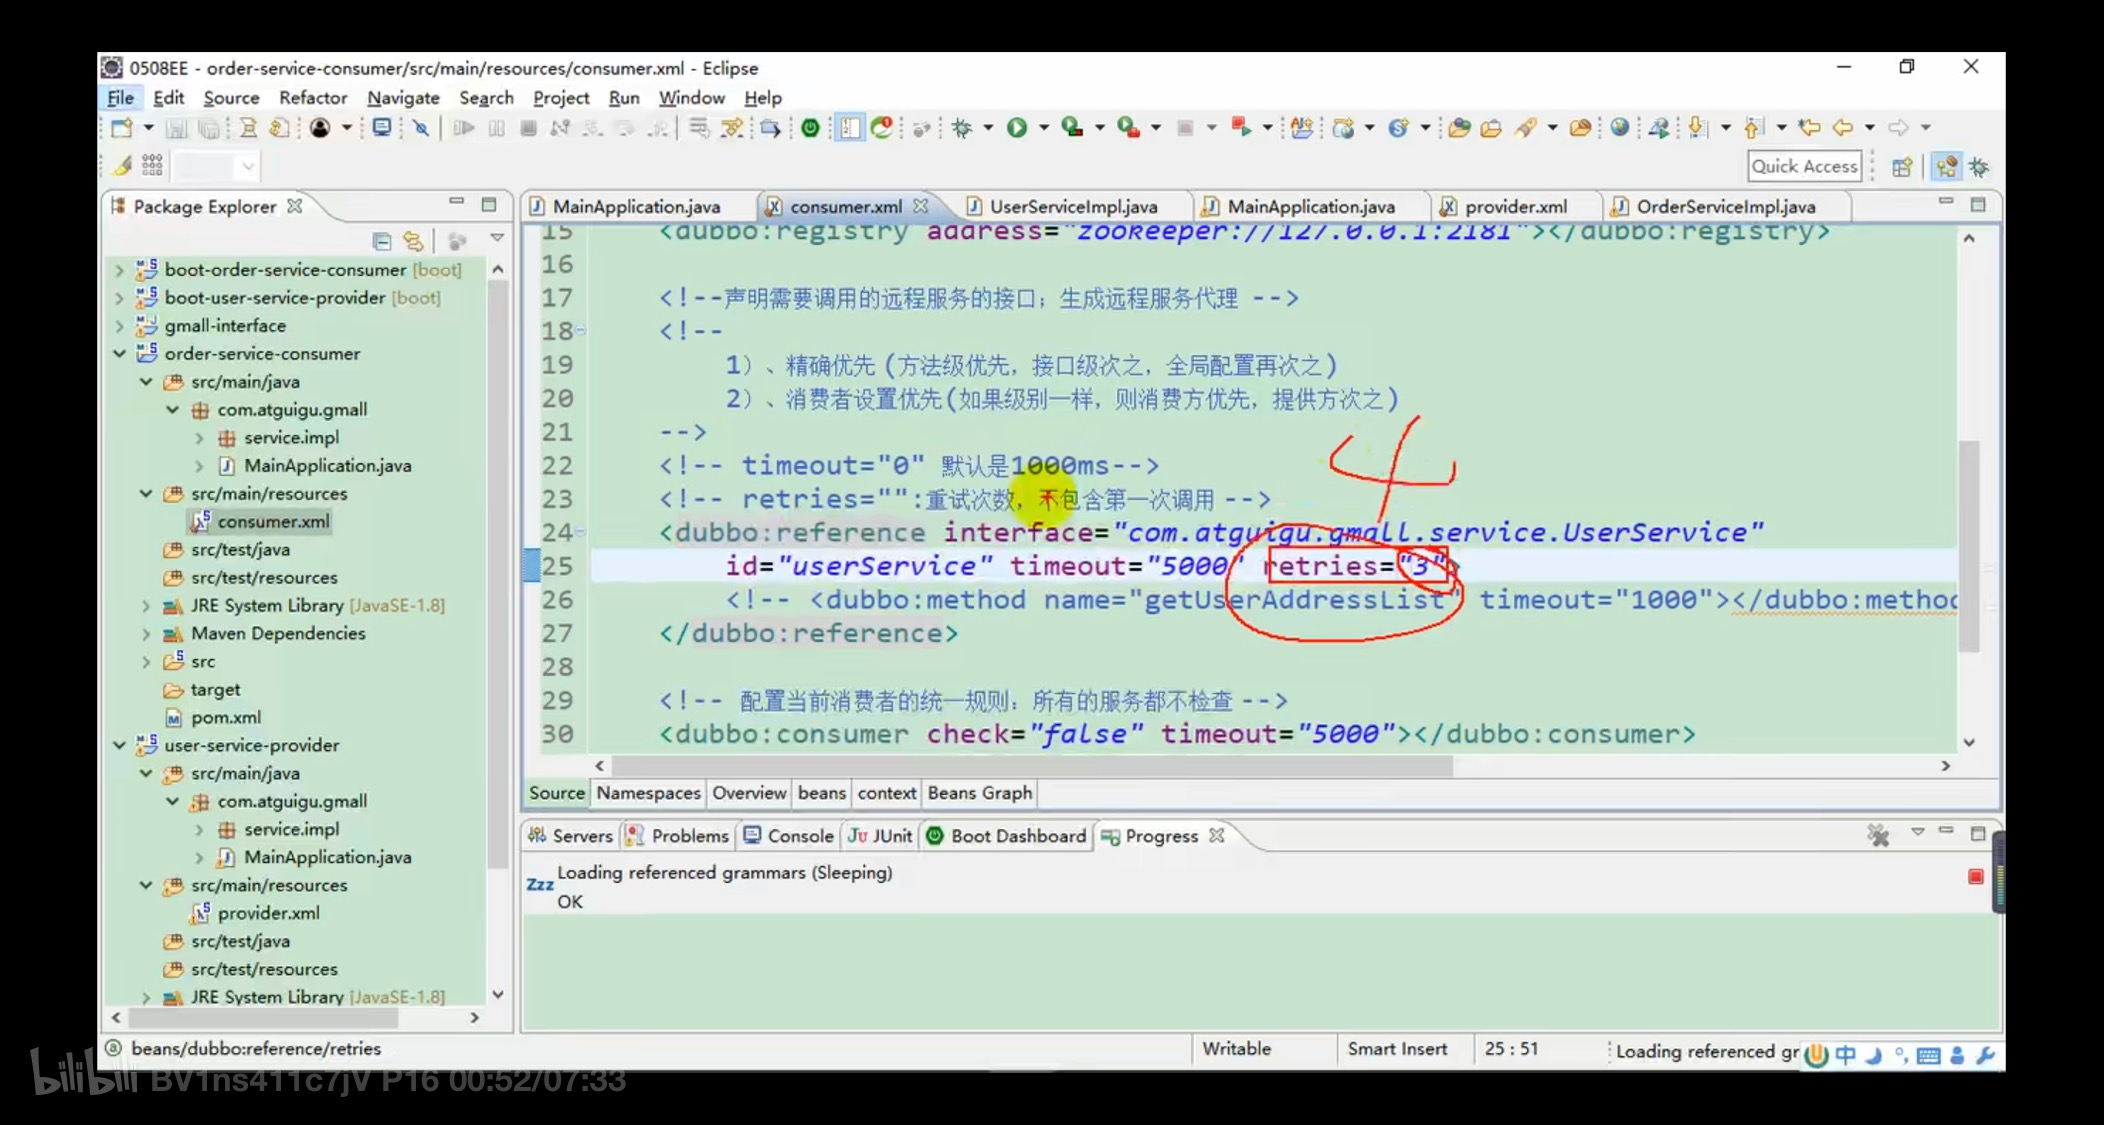 0508EE - order-service-consumer/src/main/resources/consumer.xml - Eclipse
File Edit Source Refactor Navigate Search Project Run Window Help
Quick Access
Package Explorer
boot-order-service-consumer [boot]
boot-user-service-provider [boot]
gmall-interface
order-service-consumer
src/main/java
com.atguigu.gmall
service.impl
MainApplication.java
src/main/resources
consumer.xml
src/test/java
src/test/resources
JRE System Library [JavaSE-1.8]
Maven Dependencies
src
target
pom.xml
user-service-provider
src/main/java
com.atguigu.gmall
service.impl
MainApplication.java
src/main/resources
provider.xml
src/test/java
src/test/resources
JRE System Library [JavaSE-1.8]
MainApplication.java consumer.xml UserServiceImpl.java MainApplication.java provider.xml OrderServiceImpl.java
15 <dubbo:registry address="zookeeper://127.0.0.1:2181"></dubbo:registry>
16
17 <!--声明需要调用的远程服务的接口；生成远程服务代理 -->
18 <!--
19 1）、精确优先 (方法级优先，接口级次之，全局配置再次之)
20 2）、消费者设置优先(如果级别一样，则消费方优先，提供方次之)
21 -->
22 <!-- timeout="0" 默认是1000ms-->
23 <!-- retries="":重试次数，不包含第一次调用 -->
24 <dubbo:reference interface="com.atguigu.gmall.service.UserService"
25 id="userService" timeout="5000" retries="3">
26 <!-- <dubbo:method name="getUserAddressList" timeout="1000"></dubbo:method
27 </dubbo:reference>
28
29 <!-- 配置当前消费者的统一规则：所有的服务都不检查 -->
30 <dubbo:consumer check="false" timeout="5000"></dubbo:consumer>
4
Source Namespaces Overview beans context Beans Graph
Servers Problems Console JUnit Boot Dashboard Progress
Loading referenced grammars (Sleeping)
OK
beans/dubbo:reference/retries
Writable Smart Insert 25 : 51 Loading referenced gr
中
bilibili BV1ns411c7jV P16 00:52/07:33